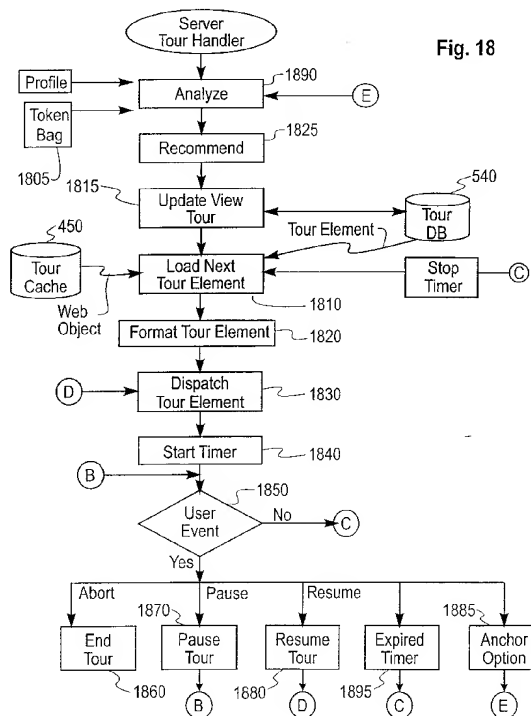 Server
Tour Handler
Fig. 18
Profile
1890
Analyze
E
Token
Bag
1805
1825
Recommend
1815
Update View
Tour
540
Tour
DB
Tour Element
450
Tour
Cache
Web
Object
Load Next
Tour Element
1810
Stop
Timer
C
Format Tour Element
1820
D
Dispatch
Tour Element
1830
Start Timer
1840
B
1850
User
Event
No
C
Yes
Abort
Pause
Resume
1870
1885
End
Tour
Pause
Tour
Resume
Tour
Expired
Timer
Anchor
Option
1860
B
1880
D
1895
C
E